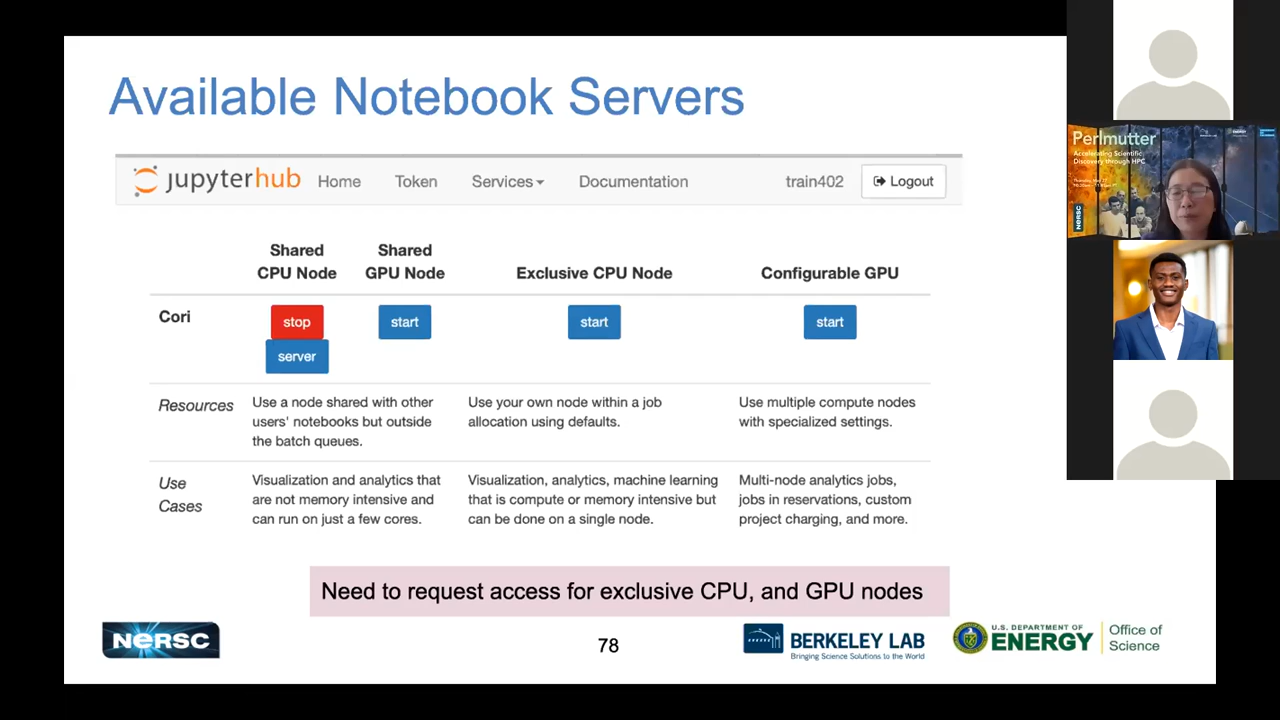 Available Notebook Servers
jupyterhub Home Token Services Documentation train402 Logout
Shared CPU Node
Shared GPU Node
Exclusive CPU Node
Configurable GPU
Cori
stop
server
start
start
start
Resources
Use a node shared with other
users' notebooks but outside
the batch queues.
Use your own node within a job
allocation using defaults.
Use multiple compute nodes
with specialized settings.
Use
Cases
Visualization and analytics that
are not memory intensive and
can run on just a few cores.
Visualization, analytics, machine learning
that is compute or memory intensive but
can be done on a single node.
Multi-node analytics jobs,
jobs in reservations, custom
project charging, and more.
Need to request access for exclusive CPU, and GPU nodes
NERSC
78
BERKELEY LAB
Bringing Science Solutions to the World
U.S. DEPARTMENT OF
ENERGY
Office of
Science
Perlmutter
Accelerating Scientific
Discovery through HPC
NERSC